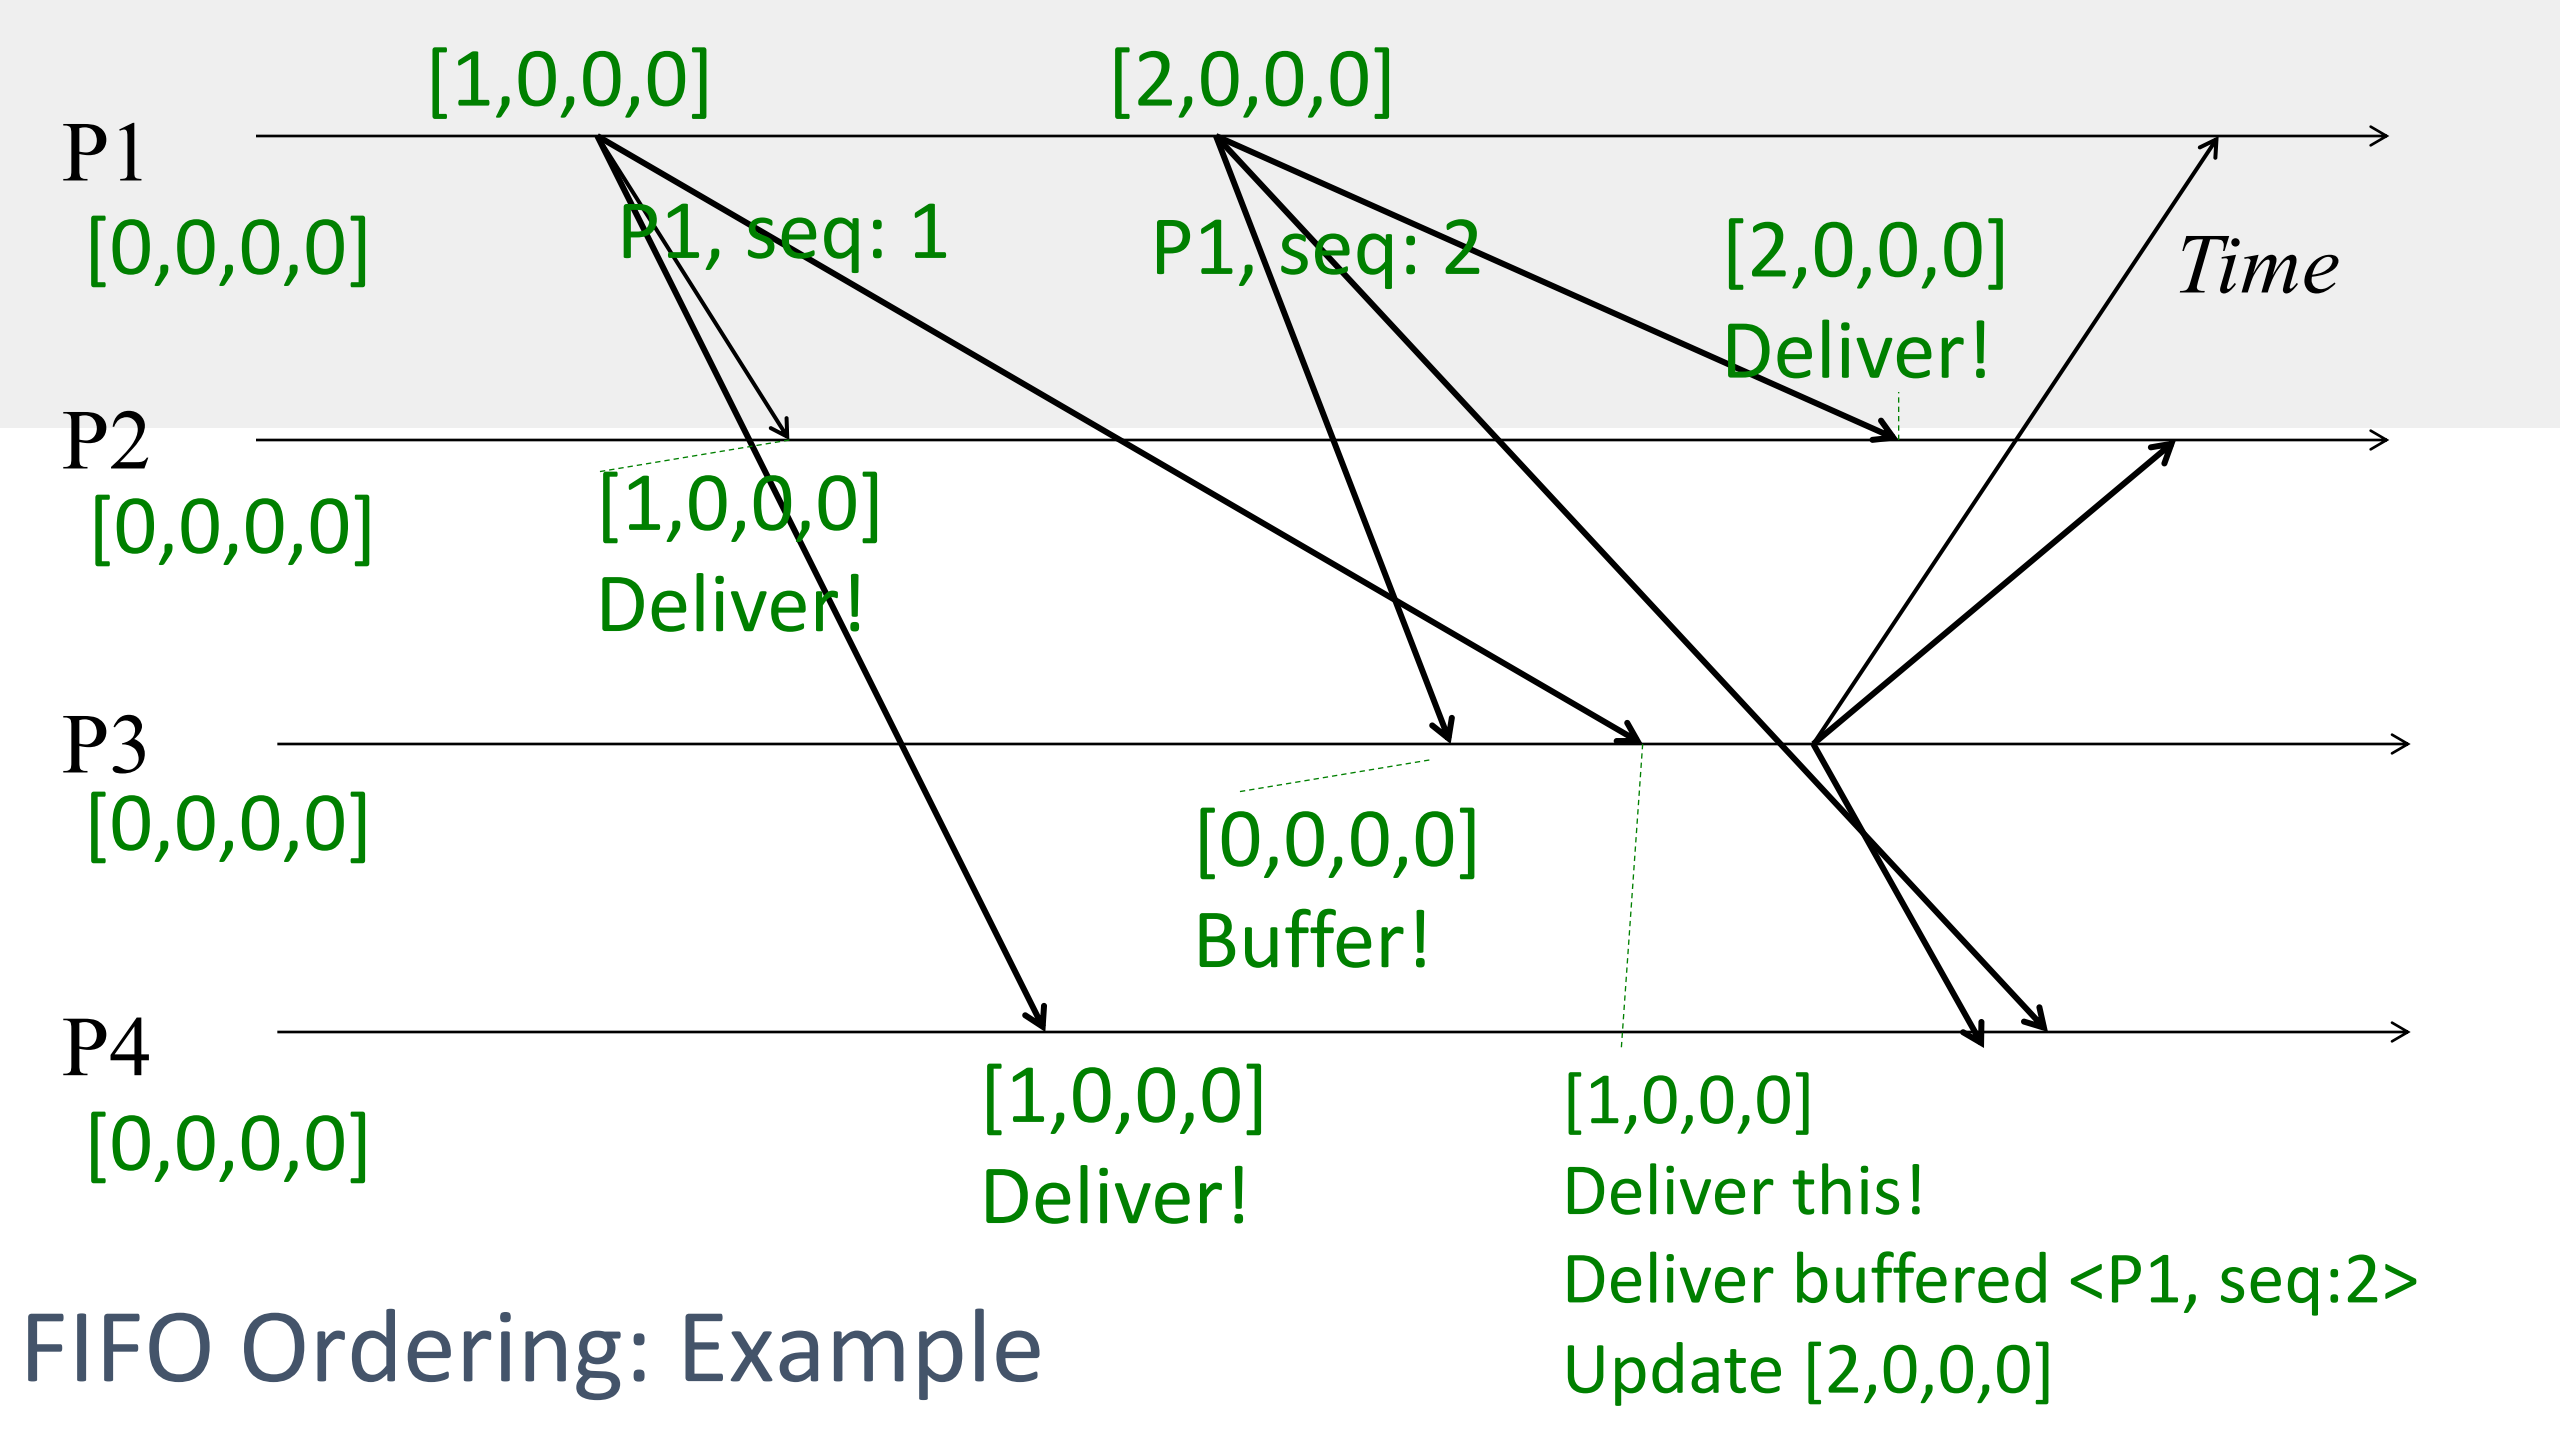 [1,0,0,0]
[2,0,0,0]
P1
[0,0,0,0]
P1, seq: 1
P1, seq: 2
[2,0,0,0]
Deliver!
Time
P2
[0,0,0,0]
[1,0,0,0]
Deliver!
P3
[0,0,0,0]
[0,0,0,0]
Buffer!
P4
[0,0,0,0]
[1,0,0,0]
Deliver!
[1,0,0,0]
Deliver this!
Deliver buffered <P1, seq:2>
Update [2,0,0,0]
FIFO Ordering: Example